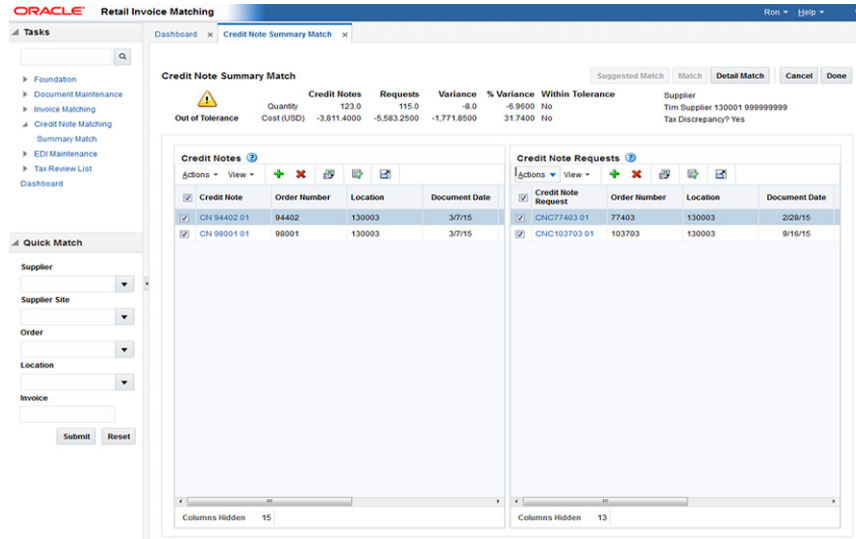 ORACLE Retail Invoice Matching
Ron Help
Tasks
Foundation
Document Maintenance
Invoice Matching
Credit Note Matching
Summary Match
EDI Maintenance
Tax Review List
Dashboard
Quick Match
Supplier
Supplier Site
Order
Location
Invoice
Submit Reset
Dashboard × Credit Note Summary Match ×
Credit Note Summary Match
Suggested Match Match Detail Match Cancel Done
Credit Notes Requests Variance % Variance Within Tolerance
Quantity 123.0 115.0 -8.0 -6.9600 No
Out of Tolerance Cost (USD) -3,811.4000 -5,583.2500 -1,771.8500 31.7400 No
Supplier
Tim Supplier 130001 999999999
Tax Discrepancy? Yes
Credit Notes ?
Actions View
Credit Note Order Number Location Document Date
CN 94402 01 94402 130003 3/7/15
CN 98001 01 98001 130003 3/7/15
Columns Hidden 15
Credit Note Requests ?
Actions View
Credit Note
Request Order Number Location Document Date
CNC77403 01 77403 130003 2/28/15
CNC103703 01 103703 130003 9/16/15
Columns Hidden 13